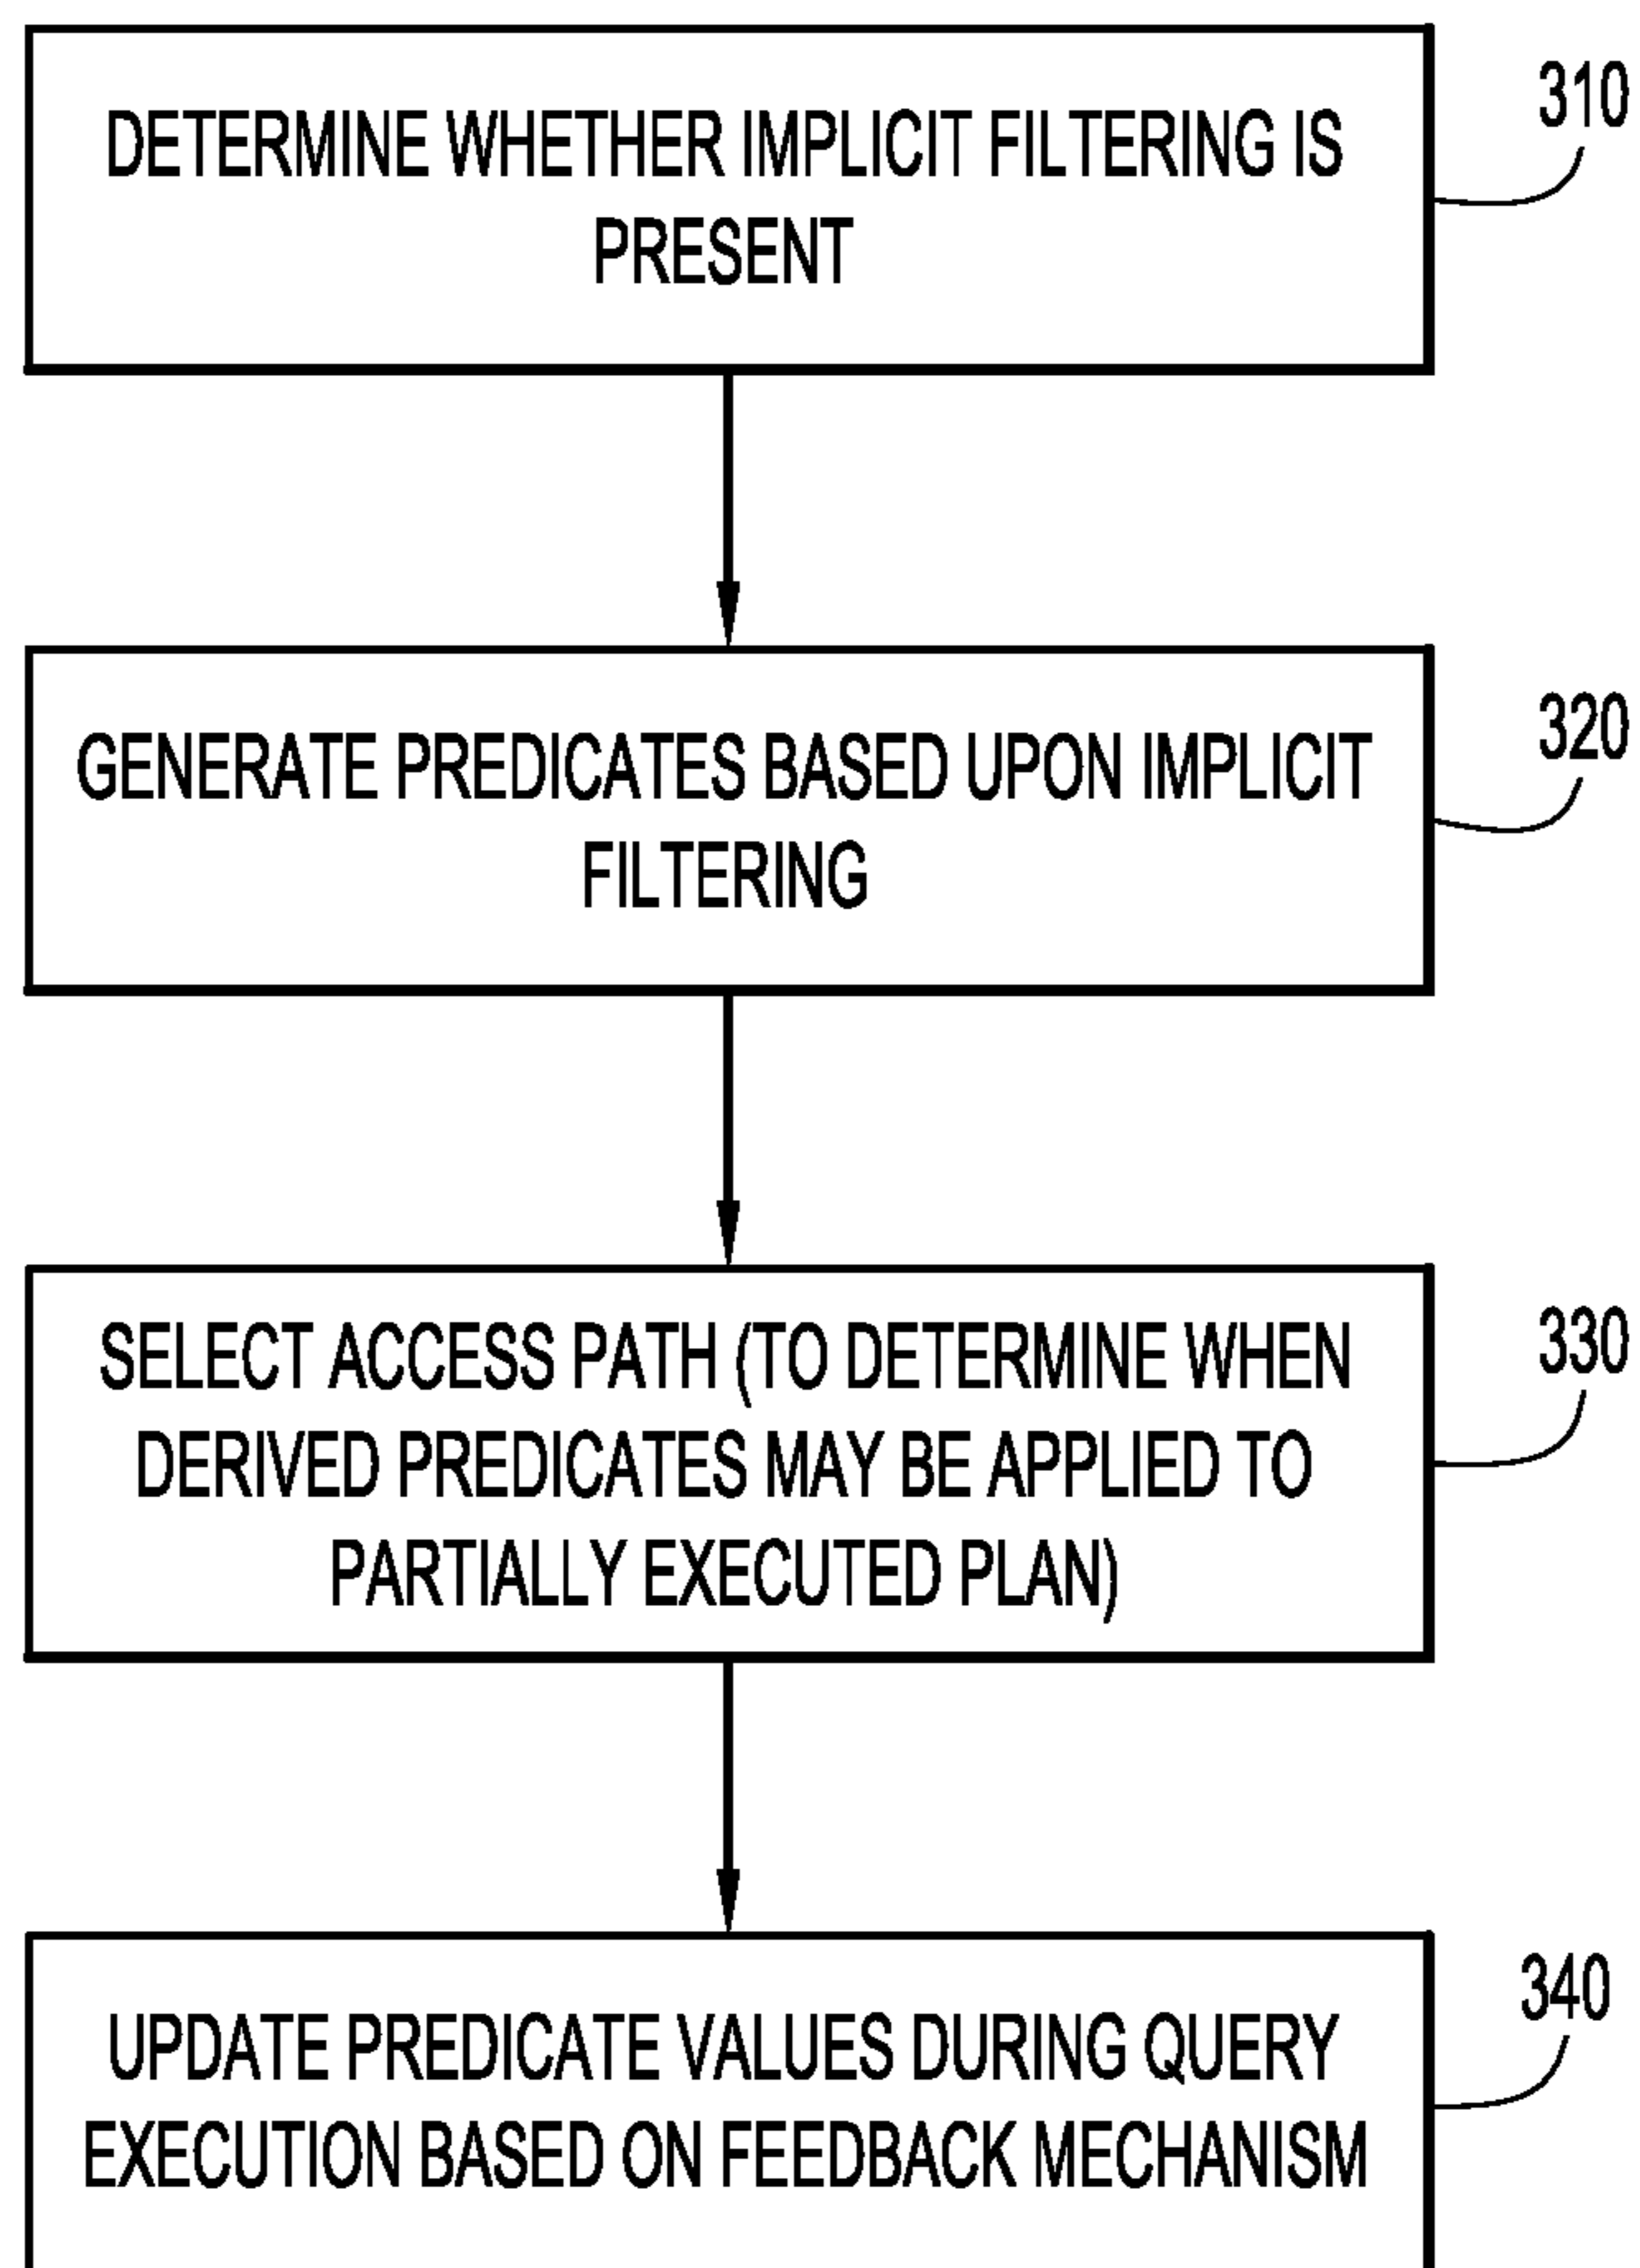 DETERMINE WHETHER IMPLICIT FILTERING IS
PRESENT
310
GENERATE PREDICATES BASED UPON IMPLICIT
FILTERING
320
SELECT ACCESS PATH (TO DETERMINE WHEN
DERIVED PREDICATES MAY BE APPLIED TO
PARTIALLY EXECUTED PLAN)
330
UPDATE PREDICATE VALUES DURING QUERY
EXECUTION BASED ON FEEDBACK MECHANISM
340